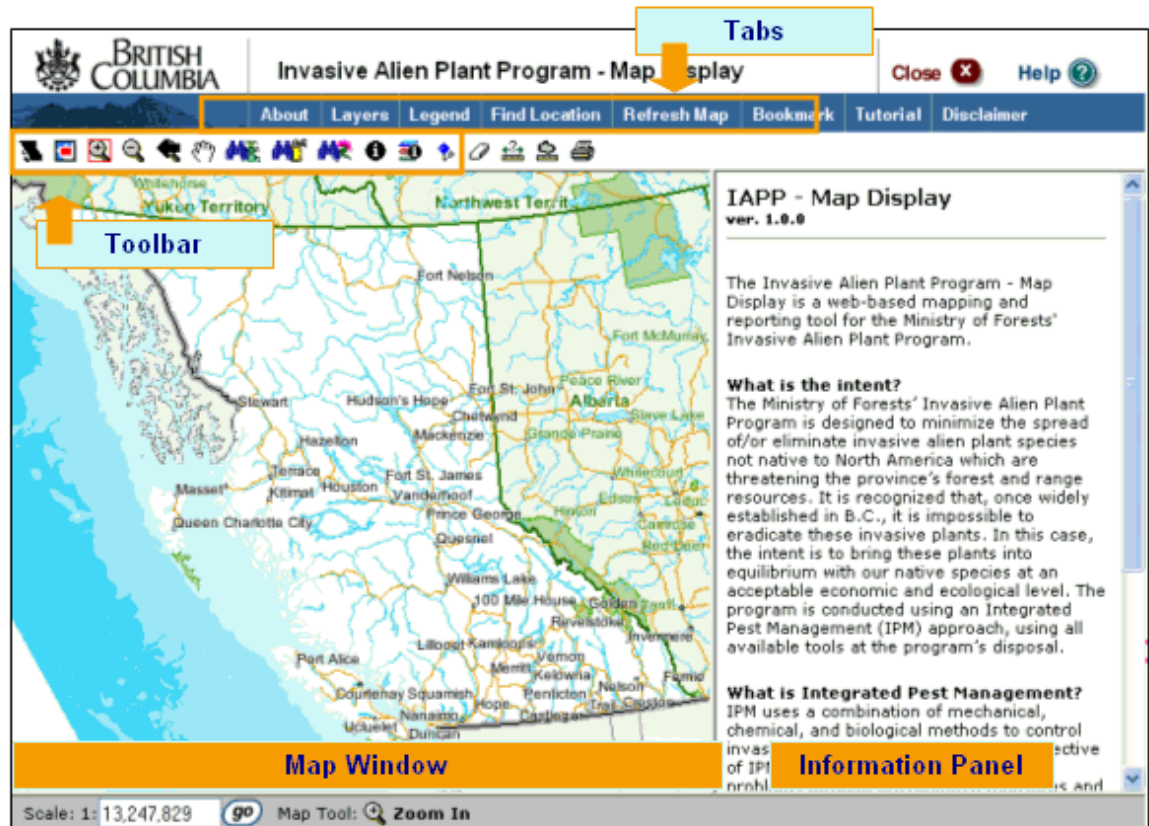 Tabs
BRITISH
COLUMBIA
Invasive Alien Plant Program - Map Display
Close
Help
About Layers Legend Find Location Refresh Map Bookmark Tutorial Disclaimer
Toolbar
Whitehorse
Yukon Territory
Northwest Territ
Fort Nelson
Fort McMurray
Fort St. John
Peace River
Alberta
Stewart
Hudson's Hope
Chetwynd
Slave Lake
Mackenzie
Grande Prairie
Hazelton
Terrace
Fort St. James
Whitecourt
Masset
Kitimat
Houston
Vanderhoof
Edson
Leduc
Prince George
Hinton
Camrose
Queen Charlotte City
Quesnel
Red Deer
Williams Lake
100 Mile House
Golden
Banff
Revelstoke
Lillooet
Kamloops
Invermere
Port Alice
Vernon
Merritt
Kelowna
Fernie
Courtenay
Squamish
Penticton
Nelson
Hope
Trail
Creston
Nanaimo
Castlegar
Ucluelet
Duncan
Map Window
IAPP - Map Display
ver. 1.0.0
The Invasive Alien Plant Program - Map
Display is a web-based mapping and
reporting tool for the Ministry of Forests'
Invasive Alien Plant Program.
What is the intent?
The Ministry of Forests' Invasive Alien Plant
Program is designed to minimize the spread
of/or eliminate invasive alien plant species
not native to North America which are
threatening the province's forest and range
resources. It is recognized that, once widely
established in B.C., it is impossible to
eradicate these invasive plants. In this case,
the intent is to bring these plants into
equilibrium with our native species at an
acceptable economic and ecological level. The
program is conducted using an Integrated
Pest Management (IPM) approach, using all
available tools at the program's disposal.
What is Integrated Pest Management?
IPM uses a combination of mechanical,
chemical, and biological methods to control
invas ective
of IP
Information Panel
and
Scale: 1: 13,247,829 go Map Tool: Zoom In